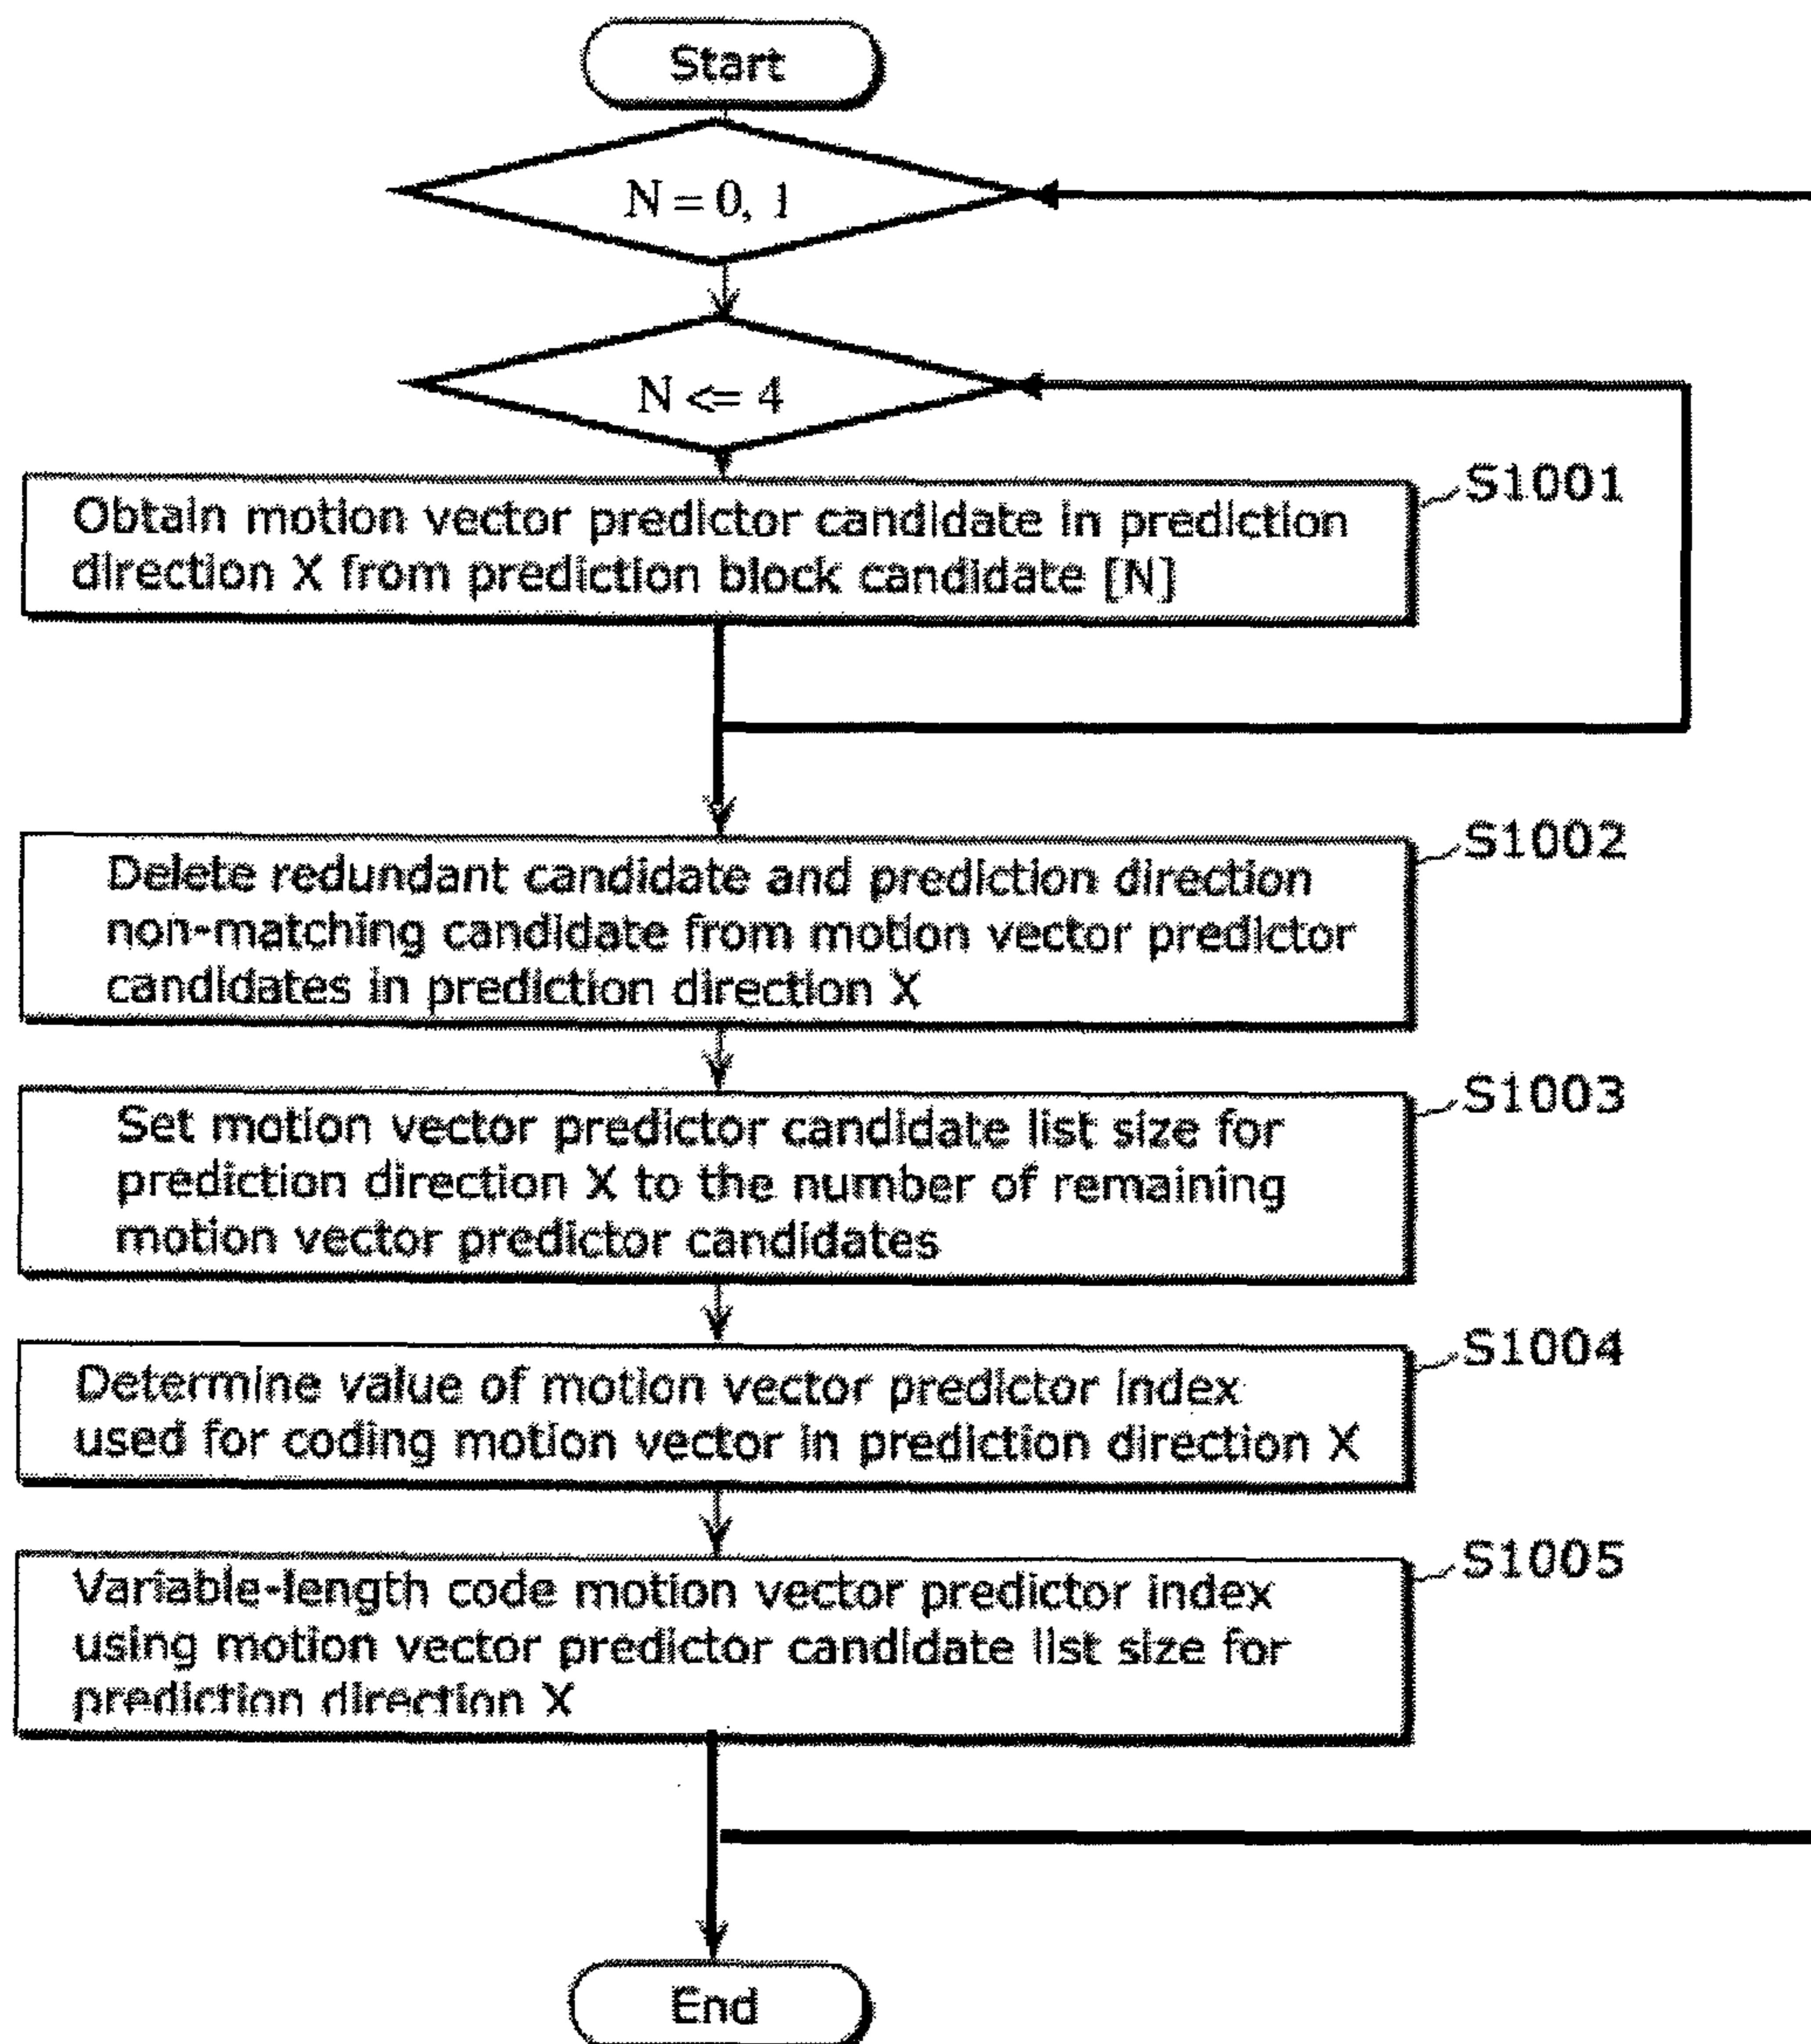 Start
N = 0, 1
N <= 4
S1001
Obtain motion vector predictor candidate in prediction
direction X from prediction block candidate [N]
S1002
Delete redundant candidate and prediction direction
non-matching candidate from motion vector predictor
candidates in prediction direction X
S1003
Set motion vector predictor candidate list size for
prediction direction X to the number of remaining
motion vector predictor candidates
S1004
Determine value of motion vector predictor index
used for coding motion vector in prediction direction X
S1005
Variable-length code motion vector predictor index
using motion vector predictor candidate list size for
prediction direction X
End